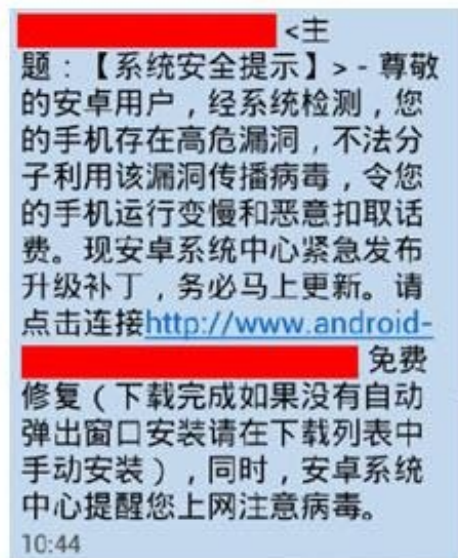 <主
题：【系统安全提示】>-尊敬
的安卓用户，经系统检测，您
的手机存在高危漏洞，不法分
子利用该漏洞传播病毒，令您
的手机运行变慢和恶意扣取话
费。现安卓系统中心紧急发布
升级补丁，务必马上更新。请
点击连接http://www.android-
免费
修复（下载完成如果没有自动
弹出窗口安装请在下载列表中
手动安装），同时，安卓系统
中心提醒您上网注意病毒。
10:44